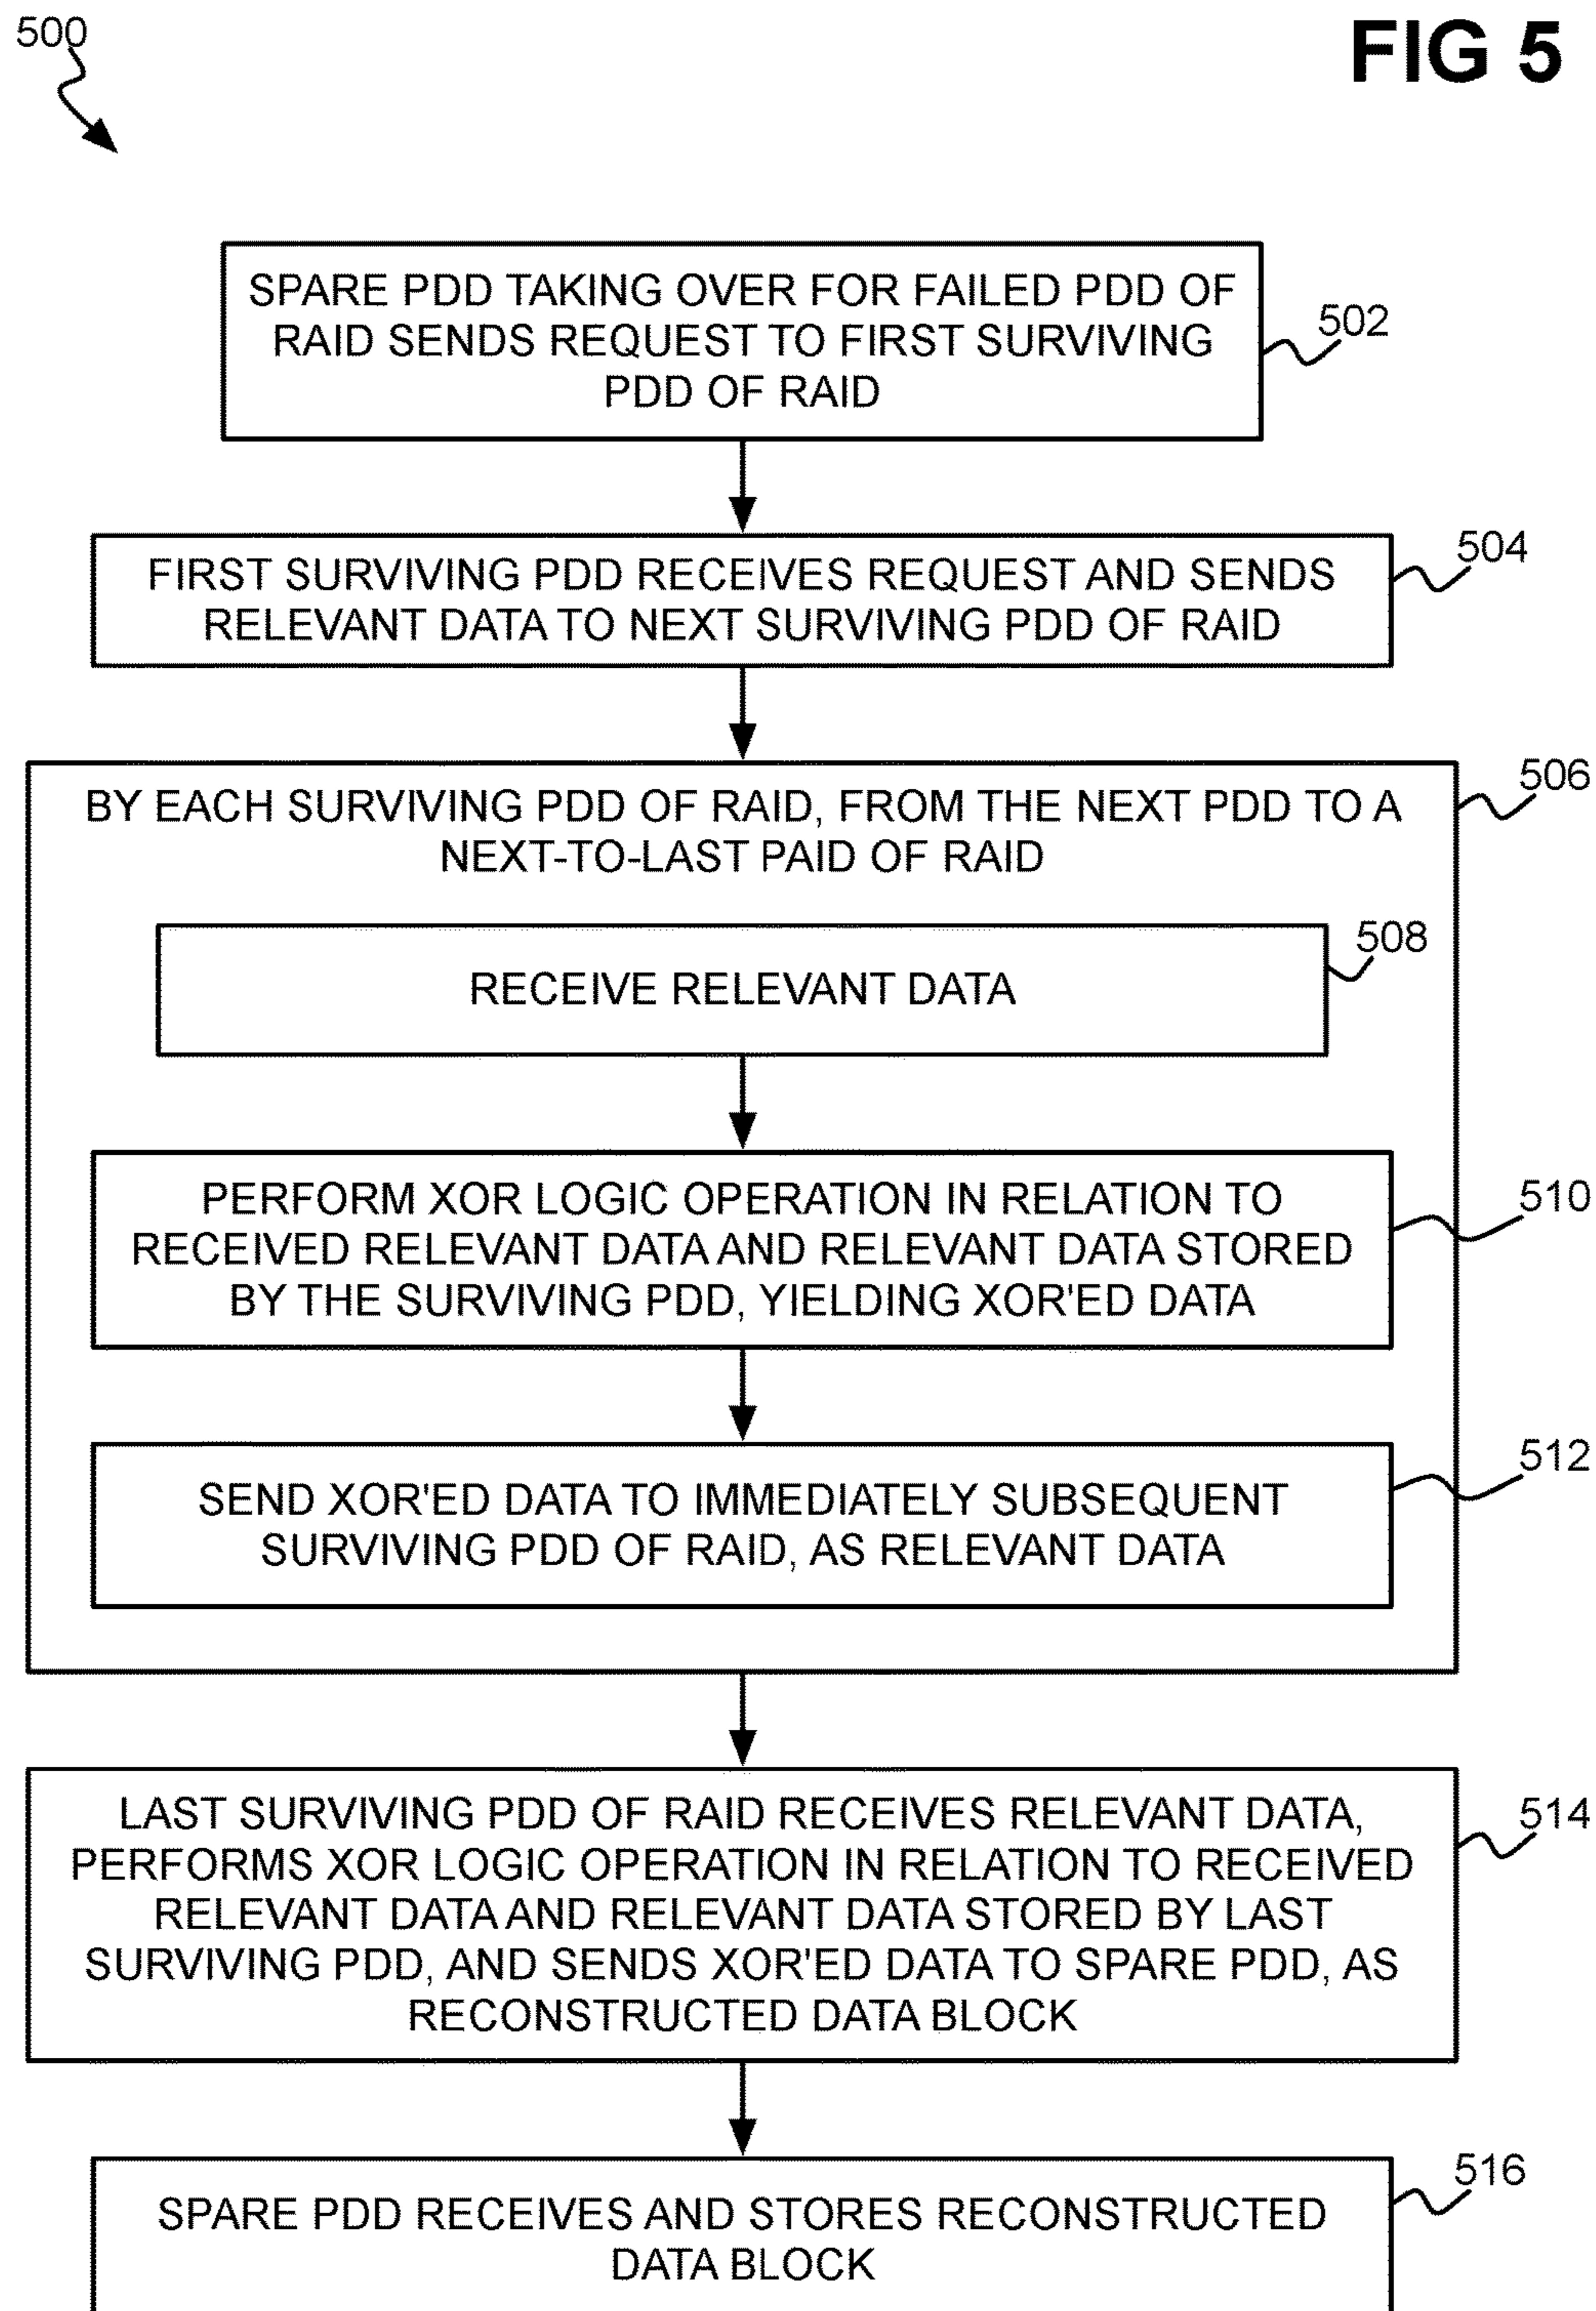 500
FIG 5
SPARE PDD TAKING OVER FOR FAILED PDD OF
RAID SENDS REQUEST TO FIRST SURVIVING
PDD OF RAID
502
FIRST SURVIVING PDD RECEIVES REQUEST AND SENDS
RELEVANT DATA TO NEXT SURVIVING PDD OF RAID
504
BY EACH SURVIVING PDD OF RAID, FROM THE NEXT PDD TO A
NEXT-TO-LAST PAID OF RAID
506
RECEIVE RELEVANT DATA
508
PERFORM XOR LOGIC OPERATION IN RELATION TO
RECEIVED RELEVANT DATA AND RELEVANT DATA STORED
BY THE SURVIVING PDD, YIELDING XOR'ED DATA
510
SEND XOR'ED DATA TO IMMEDIATELY SUBSEQUENT
SURVIVING PDD OF RAID, AS RELEVANT DATA
512
LAST SURVIVING PDD OF RAID RECEIVES RELEVANT DATA,
PERFORMS XOR LOGIC OPERATION IN RELATION TO RECEIVED
RELEVANT DATA AND RELEVANT DATA STORED BY LAST
SURVIVING PDD, AND SENDS XOR'ED DATA TO SPARE PDD, AS
RECONSTRUCTED DATA BLOCK
514
SPARE PDD RECEIVES AND STORES RECONSTRUCTED
DATA BLOCK
516